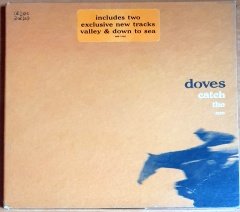 includes two
exclusive new tracks
valley & down to sea
doves
catch
the
sun